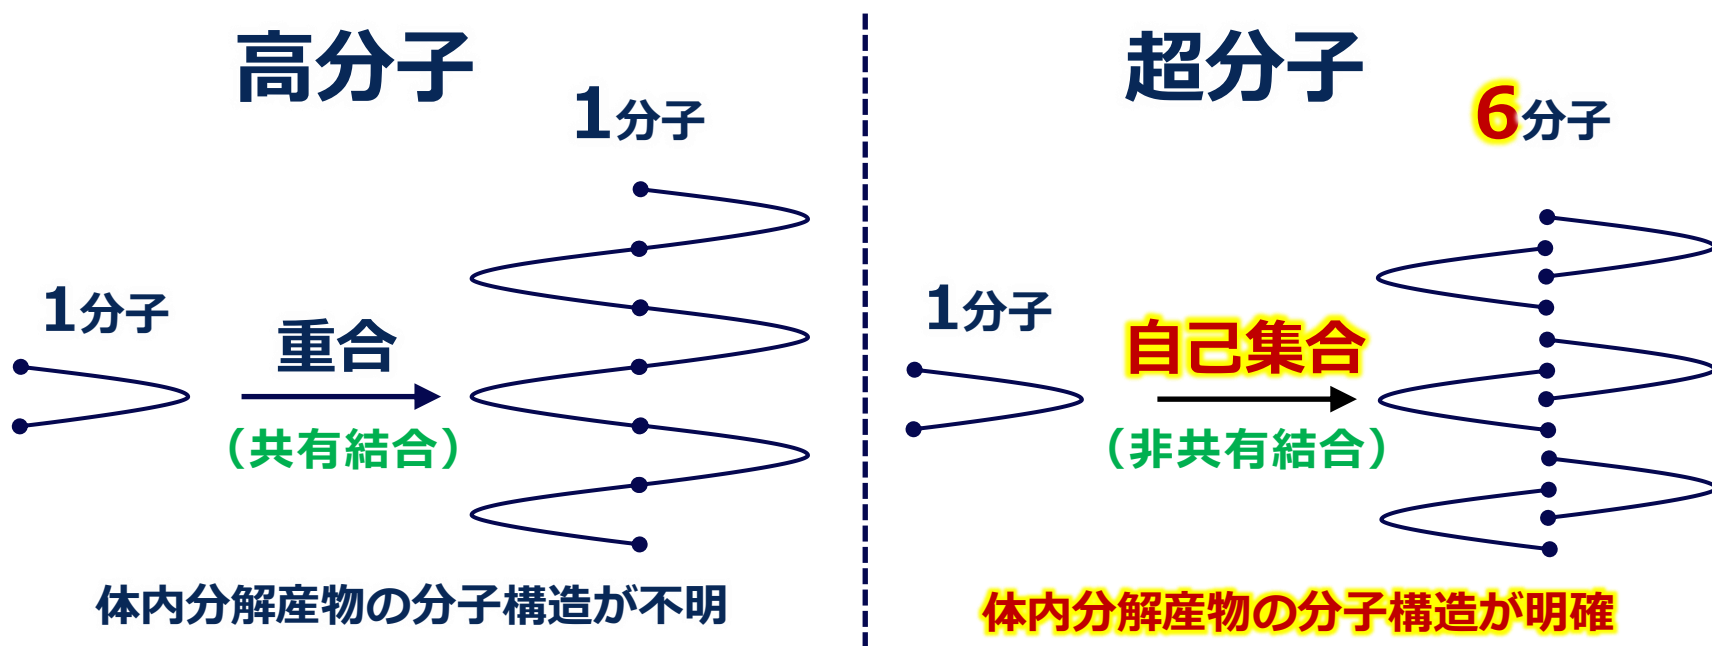 高分子
1分子
1分子
重合
（共有結合）
体内分解産物の分子構造が不明
超分子
6分子
1分子
自己集合
（非共有結合）
体内分解産物の分子構造が明確